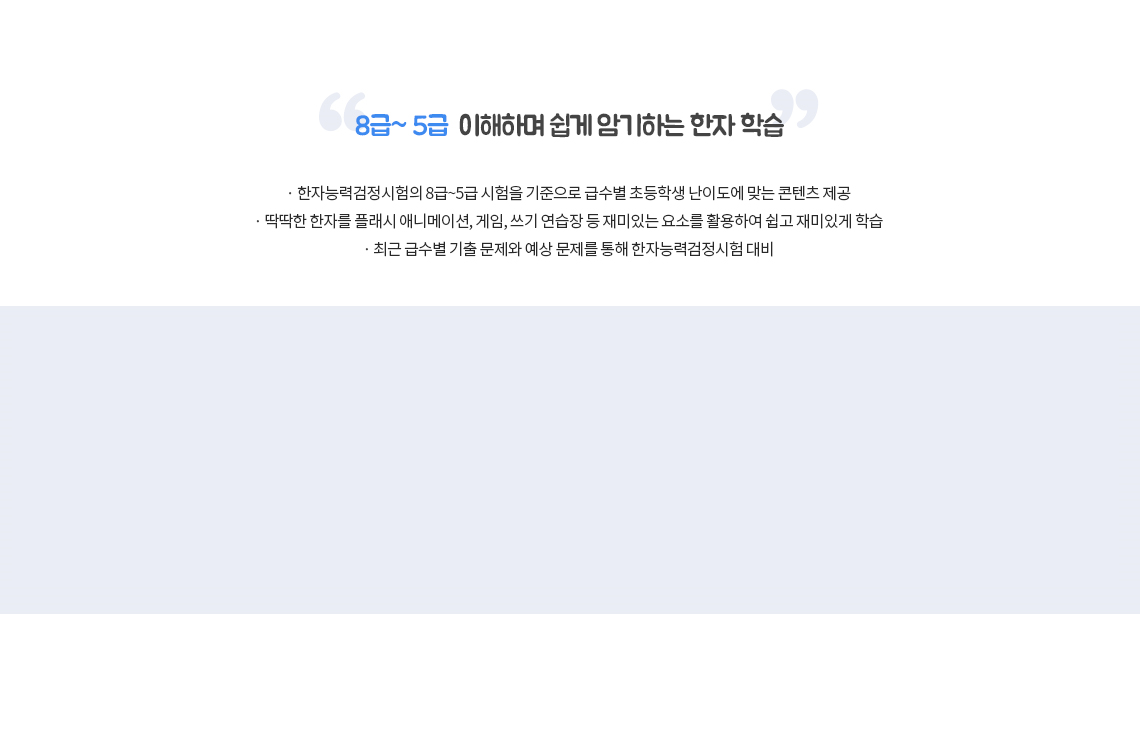 “8급~ 5급 이해하며 쉽게 암기하는 한자 학습”
· 한자능력검정시험의 8급~5급 시험을 기준으로 급수별 초등학생 난이도에 맞는 콘텐츠 제공
· 딱딱한 한자를 플래시 애니메이션, 게임, 쓰기 연습장 등 재미있는 요소를 활용하여 쉽고 재미있게 학습
· 최근 급수별 기출 문제와 예상 문제를 통해 한자능력검정시험 대비